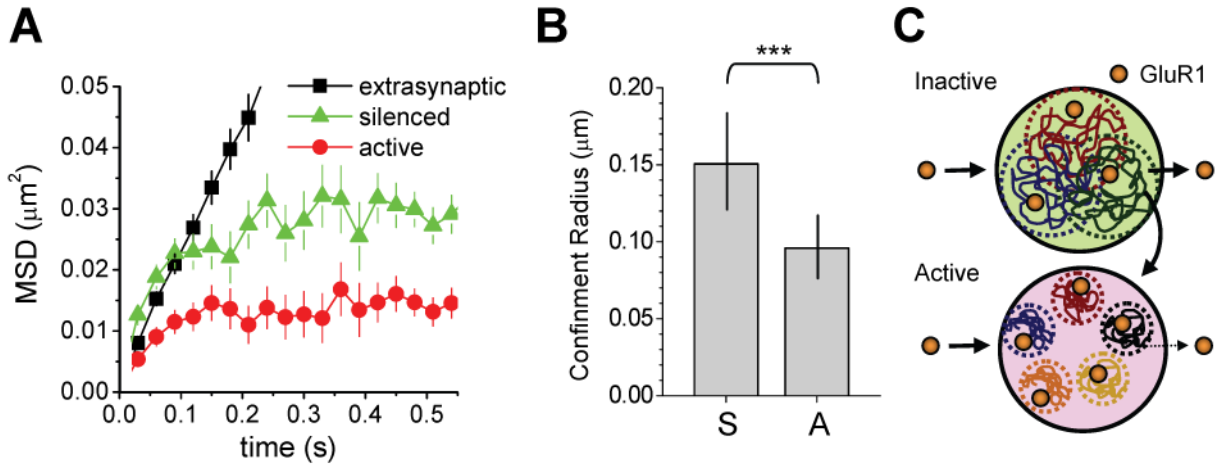 A
MSD (μm²)
0.05
0.04
0.03
0.02
0.01
0.00
extrasynaptic
silenced
active
0.0 0.1 0.2 0.3 0.4 0.5
time (s)
B
***
Confinment Radius (μm)
0.20
0.15
0.10
0.05
0.00
S A
C
Inactive
GluR1
Active